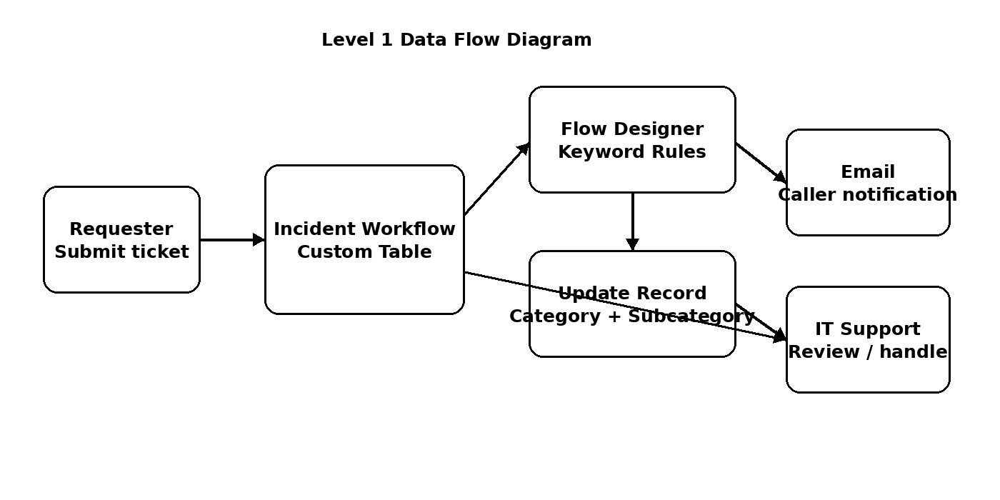 Level 1 Data Flow Diagram
Requester
Submit ticket
Incident Workflow
Custom Table
Flow Designer
Keyword Rules
Email
Caller notification
Update Record
Category + Subcategory
IT Support
Review / handle